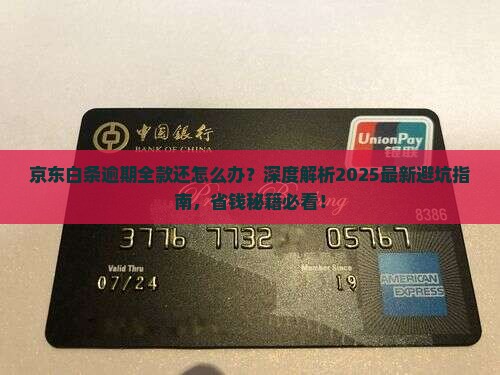 中国銀行
BANK OF CHINA
UnionPay
银联
京东白条逾期全款还怎么办？深度解析2025最新避坑指
南，省钱秘籍必看！
8386
3776 7732 05767
Valid Thru
Member Since
07/24
19
AMERICAN
EXPRESS